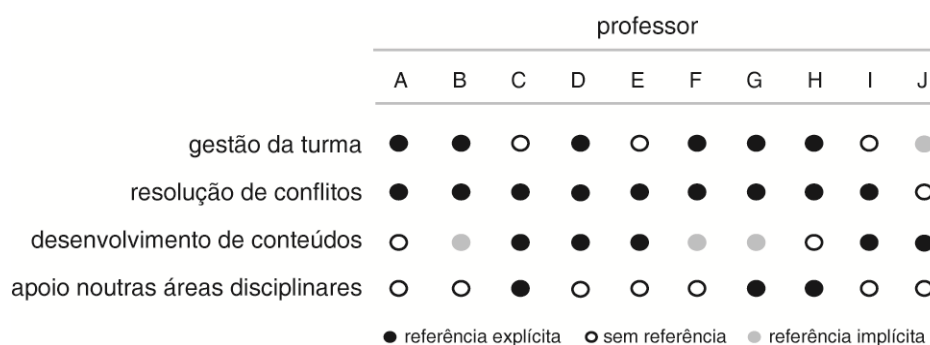 professor
A B C D E F G H I J
gestão da turma
resolução de conflitos
desenvolvimento de conteúdos
apoio noutras áreas disciplinares
referência explícita sem referência referência implícita